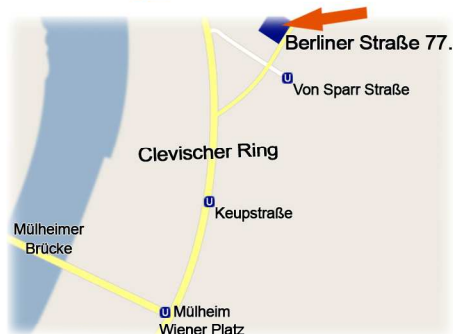 Berliner Straße 77.
U Von Sparr Straße
Clevischer Ring
U Keupstraße
Mülheimer
Brücke
U Mülheim
Wiener Platz